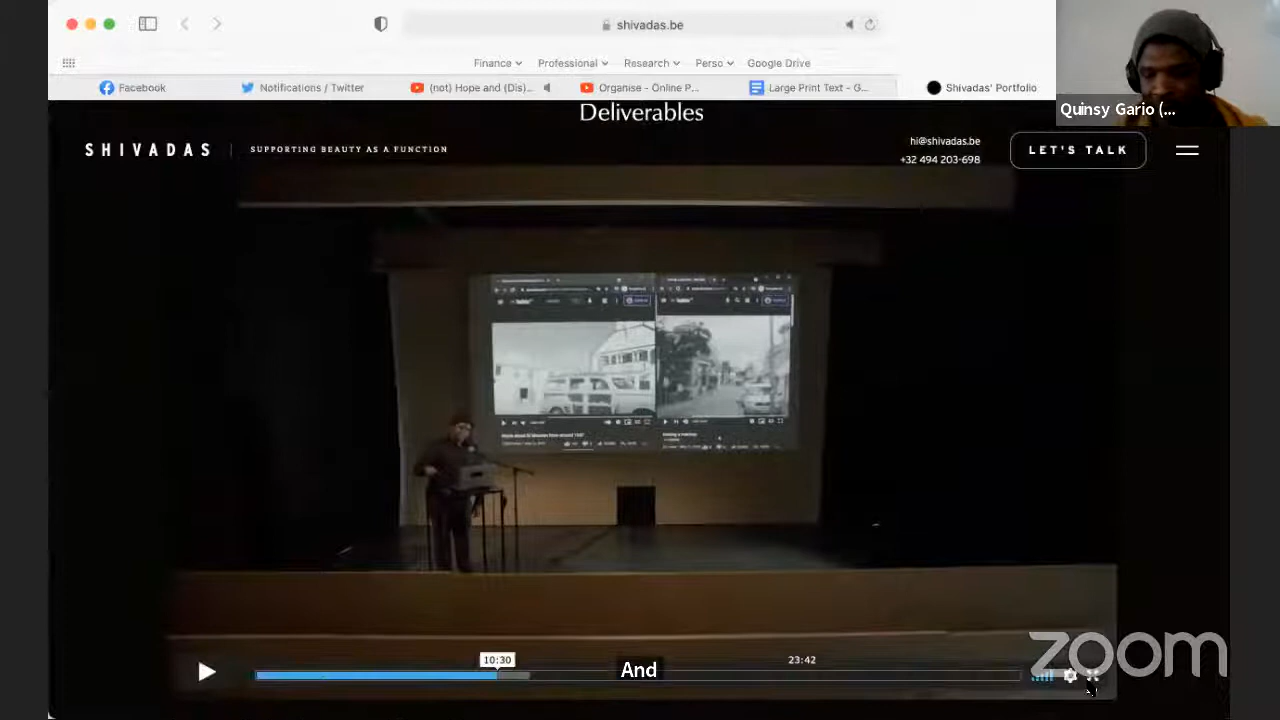 shivadas.be
Finance Professional Research Perso Google Drive
Facebook Notifications / Twitter (not) Hope and (Dis)... Organise - Online P... Large Print Text - G... Shivadas' Portfolio
Quinsy Gario (...
Deliverables
SHIVADAS | SUPPORTING BEAUTY AS A FUNCTION
hi@shivadas.be
+32 494 203-698
LET'S TALK
10:30
23:42
And
zoom